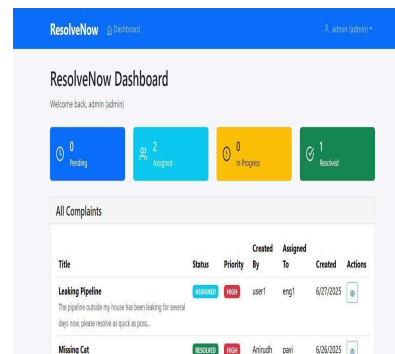 ResolveNow Dashboard admin (admin)
ResolveNow Dashboard
Welcome back, admin (admin)
0 Pending
2 Assigned
0 In Progress
1 Resolved
All Complaints
Title Status Priority Created By Assigned To Created Actions
Leaking Pipeline ASSIGNED HIGH user1 eng1 6/27/2025
The pipeline outside my house has been leaking for several
days now, please resolve as quick as poss...
Missing Cat RESOLVED HIGH Anirudh pavi 6/26/2025